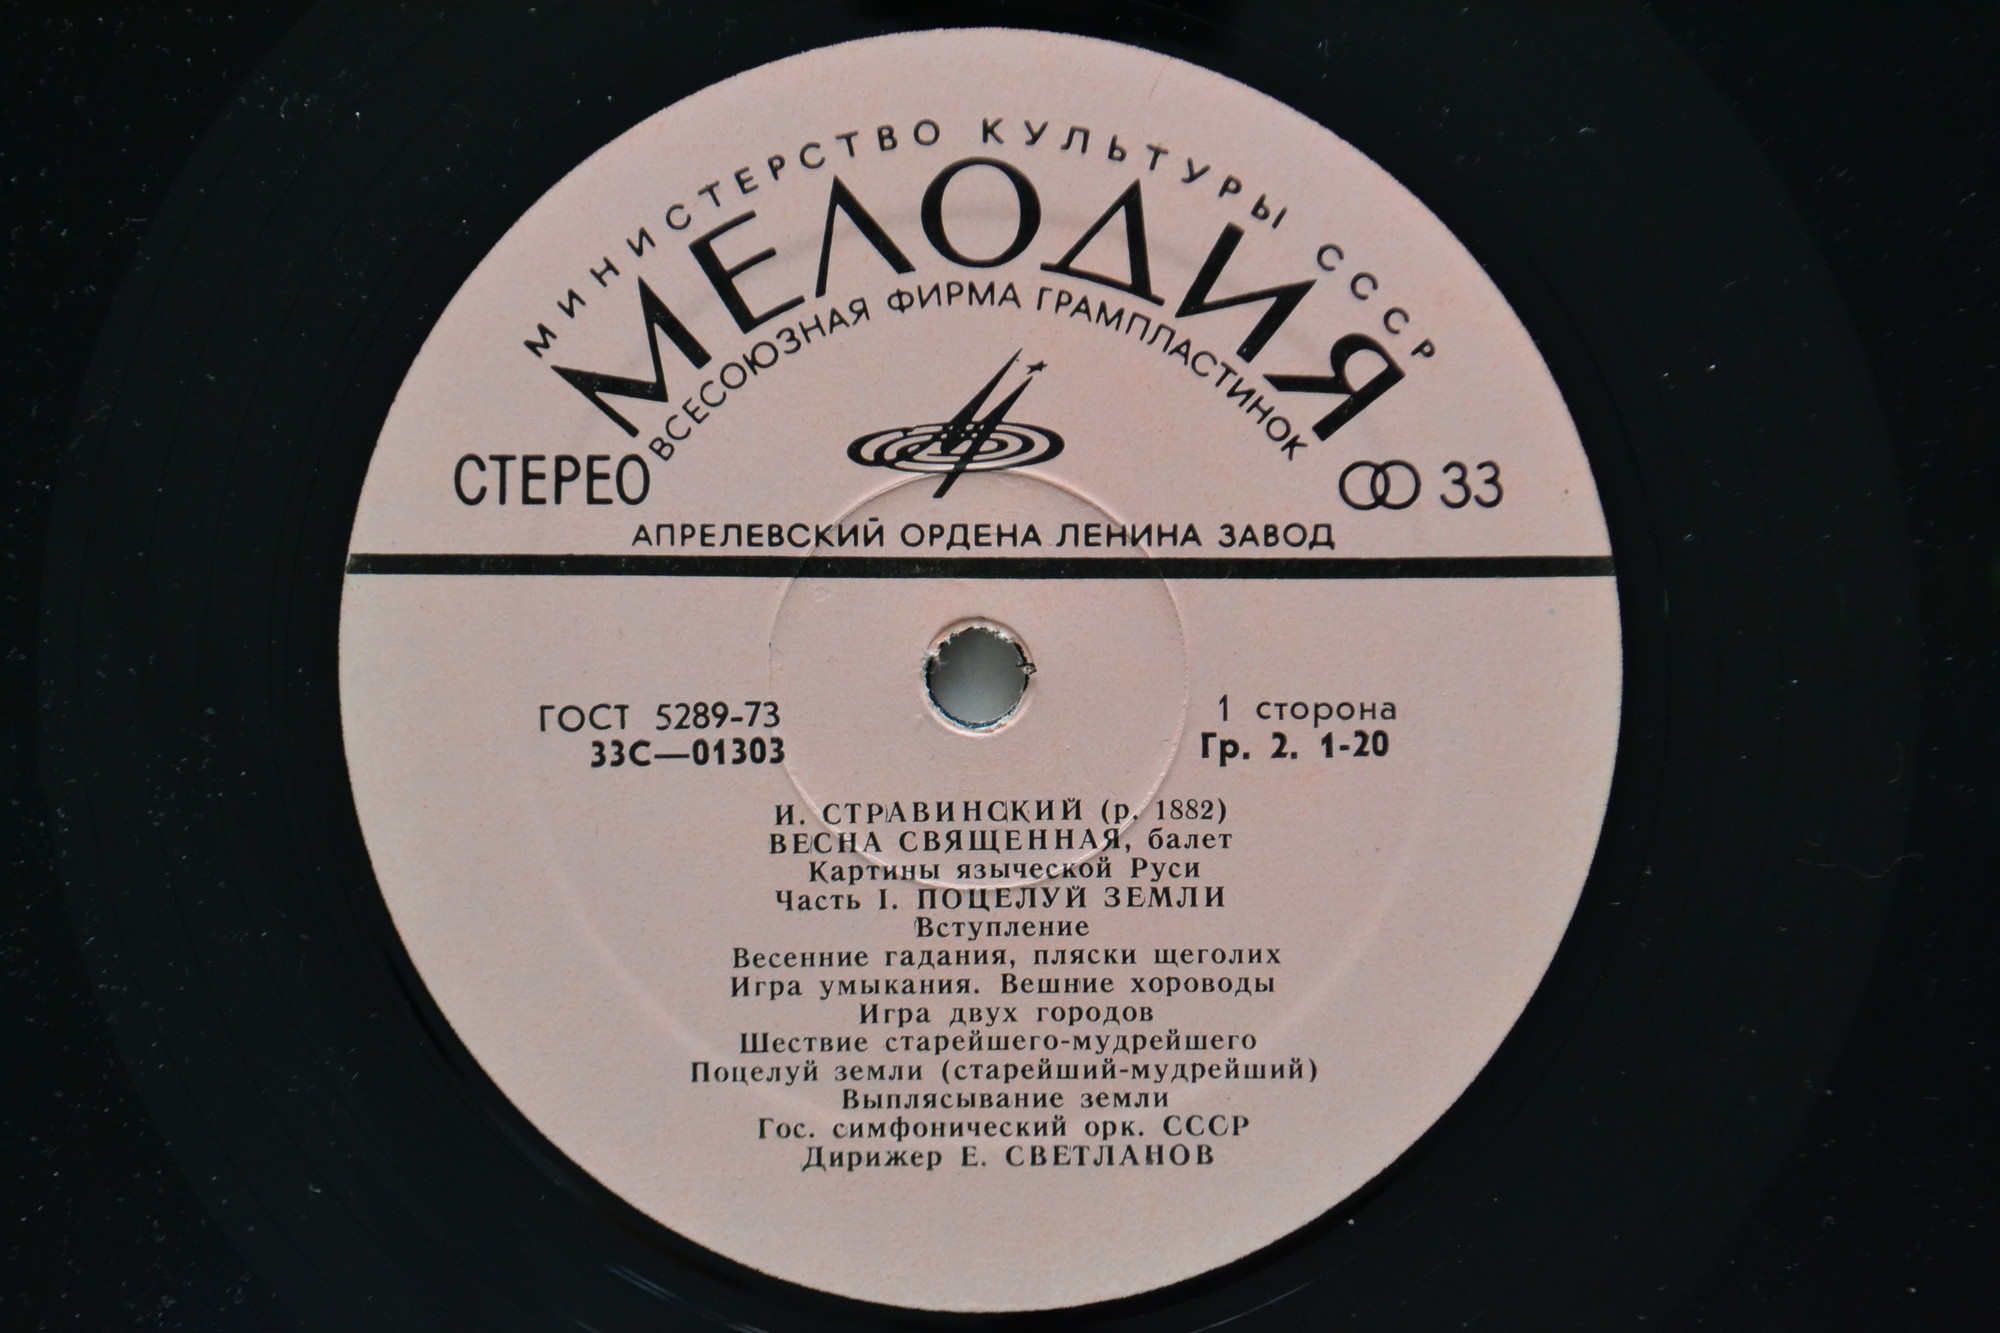 МИНИСТЕРСТВО КУЛЬТУРЫ СССР
МЕЛОДИЯ
ВСЕСОЮЗНАЯ ФИРМА ГРАМПЛАСТИНОК
СТЕРЕО
33
АПРЕЛЕВСКИЙ ОРДЕНА ЛЕНИНА ЗАВОД
ГОСТ 5289-73
33С—01303
1 сторона
Гр. 2. 1-20
И. СТРАВИНСКИЙ (р. 1882)
ВЕСНА СВЯЩЕННАЯ, балет
Картины языческой Руси
Часть I. ПОЦЕЛУЙ ЗЕМЛИ
Вступление
Весенние гадания, пляски щеголих
Игра умыкания. Вешние хороводы
Игра двух городов
Шествие старейшего-мудрейшего
Поцелуй земли (старейший-мудрейший)
Выплясывание земли
Гос. симфонический орк. СССР
Дирижер Е. СВЕТЛАНОВ